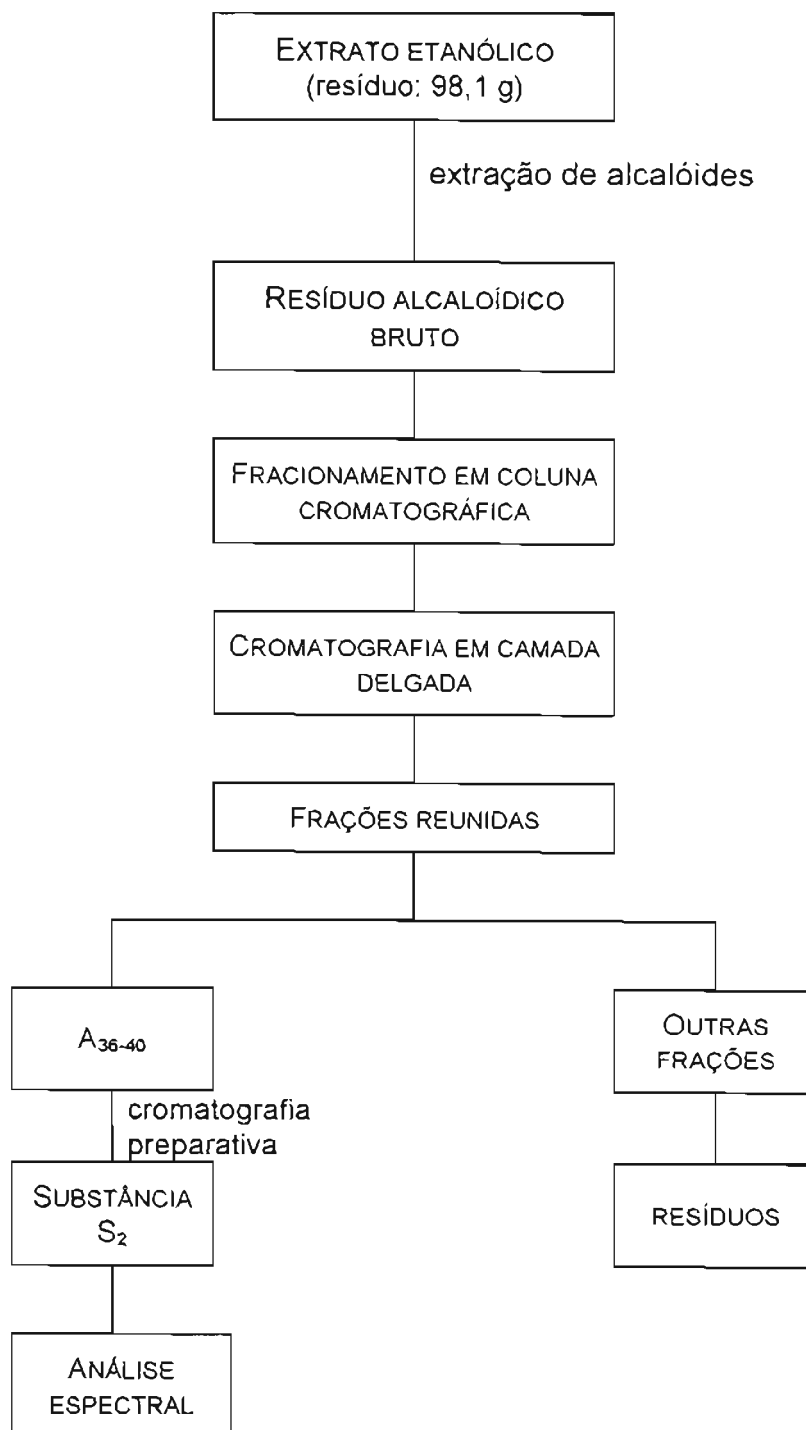 EXTRATO ETANÓLICO
(resíduo: 98,1 g)
extração de alcalóides
RESÍDUO ALCALOÍDICO
BRUTO
FRACIONAMENTO EM COLUNA
CROMATOGRÁFICA
CROMATOGRAFIA EM CAMADA
DELGADA
FRAÇÕES REUNIDAS
A36-40
OUTRAS
FRAÇÕES
cromatografia
preparativa
SUBSTÂNCIA
S2
RESÍDUOS
ANÁLISE
ESPECTRAL